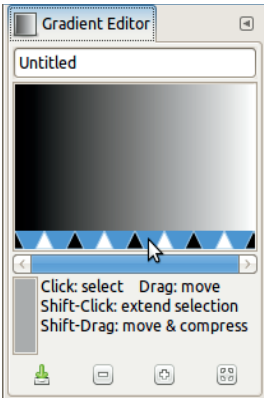 Gradient Editor
Untitled
Click: select Drag: move
Shift-Click: extend selection
Shift-Drag: move & compress